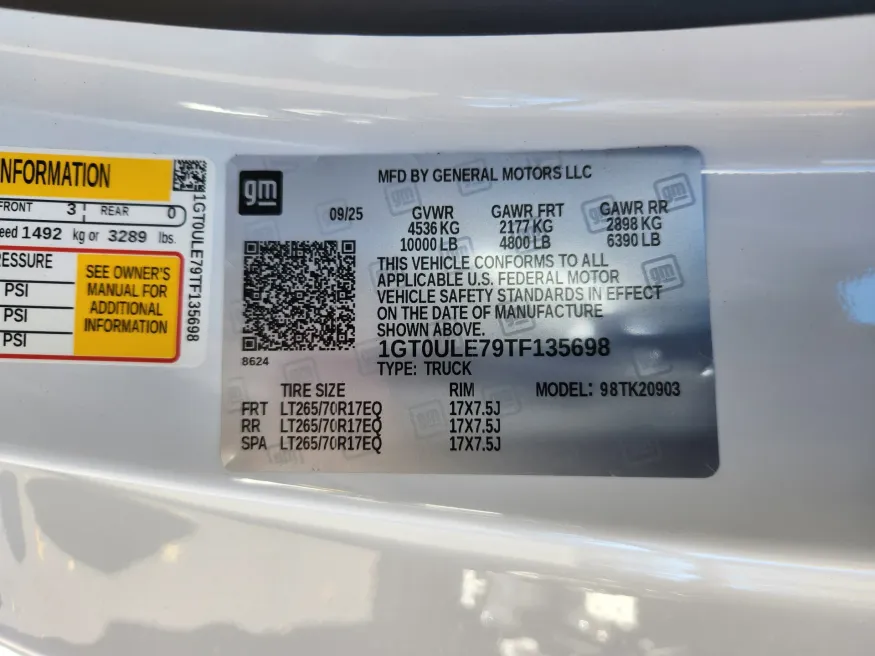 NFORMATION
FRONT 3 REAR 0
eed 1492 kg or 3289 lbs.
ESSURE
PSI
PSI
PSI
SEE OWNER'S
MANUAL FOR
ADDITIONAL
INFORMATION
1GT0ULE79TF135698
gm
MFD BY GENERAL MOTORS LLC
09/25 GVWR GAWR FRT GAWR RR
4536 KG 2177 KG 2898 KG
10000 LB 4800 LB 6390 LB
THIS VEHICLE CONFORMS TO ALL
APPLICABLE U.S. FEDERAL MOTOR
VEHICLE SAFETY STANDARDS IN EFFECT
ON THE DATE OF MANUFACTURE
SHOWN ABOVE.
1GT0ULE79TF135698
8624
TYPE: TRUCK
TIRE SIZE RIM MODEL: 98TK20903
FRT LT265/70R17EQ 17X7.5J
RR LT265/70R17EQ 17X7.5J
SPA LT265/70R17EQ 17X7.5J